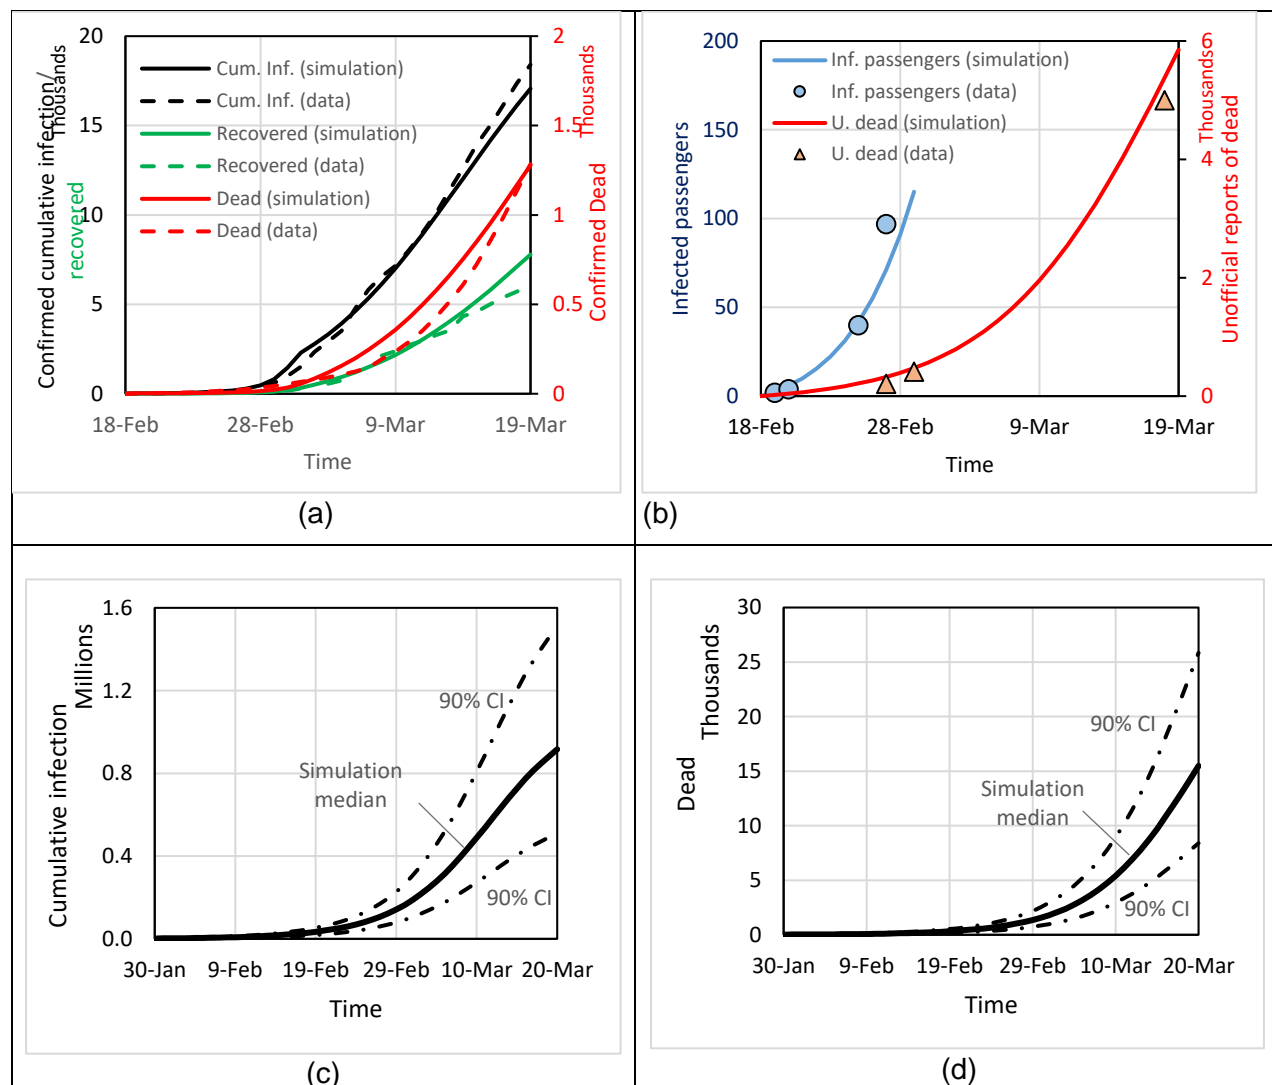 20
15
10
5
0
Confirmed cumulative infection/
recovered
Thousands
Cum. Inf. (simulation)
Cum. Inf. (data)
Recovered (simulation)
Recovered (data)
Dead (simulation)
Dead (data)
2
1.5
1
0.5
0
Thousands
Confirmed Dead
18-Feb
28-Feb
9-Mar
19-Mar
Time
(a)
200
150
100
50
0
Infected passengers
Inf. passengers (simulation)
Inf. passengers (data)
U. dead (simulation)
U. dead (data)
6
4
2
0
Thousands
Unofficial reports of dead
18-Feb
28-Feb
9-Mar
19-Mar
Time
(b)
1.6
1.2
0.8
0.4
0.0
Millions
Cumulative infection
90% CI
Simulation
median
90% CI
30-Jan
9-Feb
19-Feb
29-Feb
10-Mar
20-Mar
Time
(c)
30
25
20
15
10
5
0
Thousands
Dead
90% CI
Simulation
median
90% CI
30-Jan
9-Feb
19-Feb
29-Feb
10-Mar
20-Mar
Time
(d)